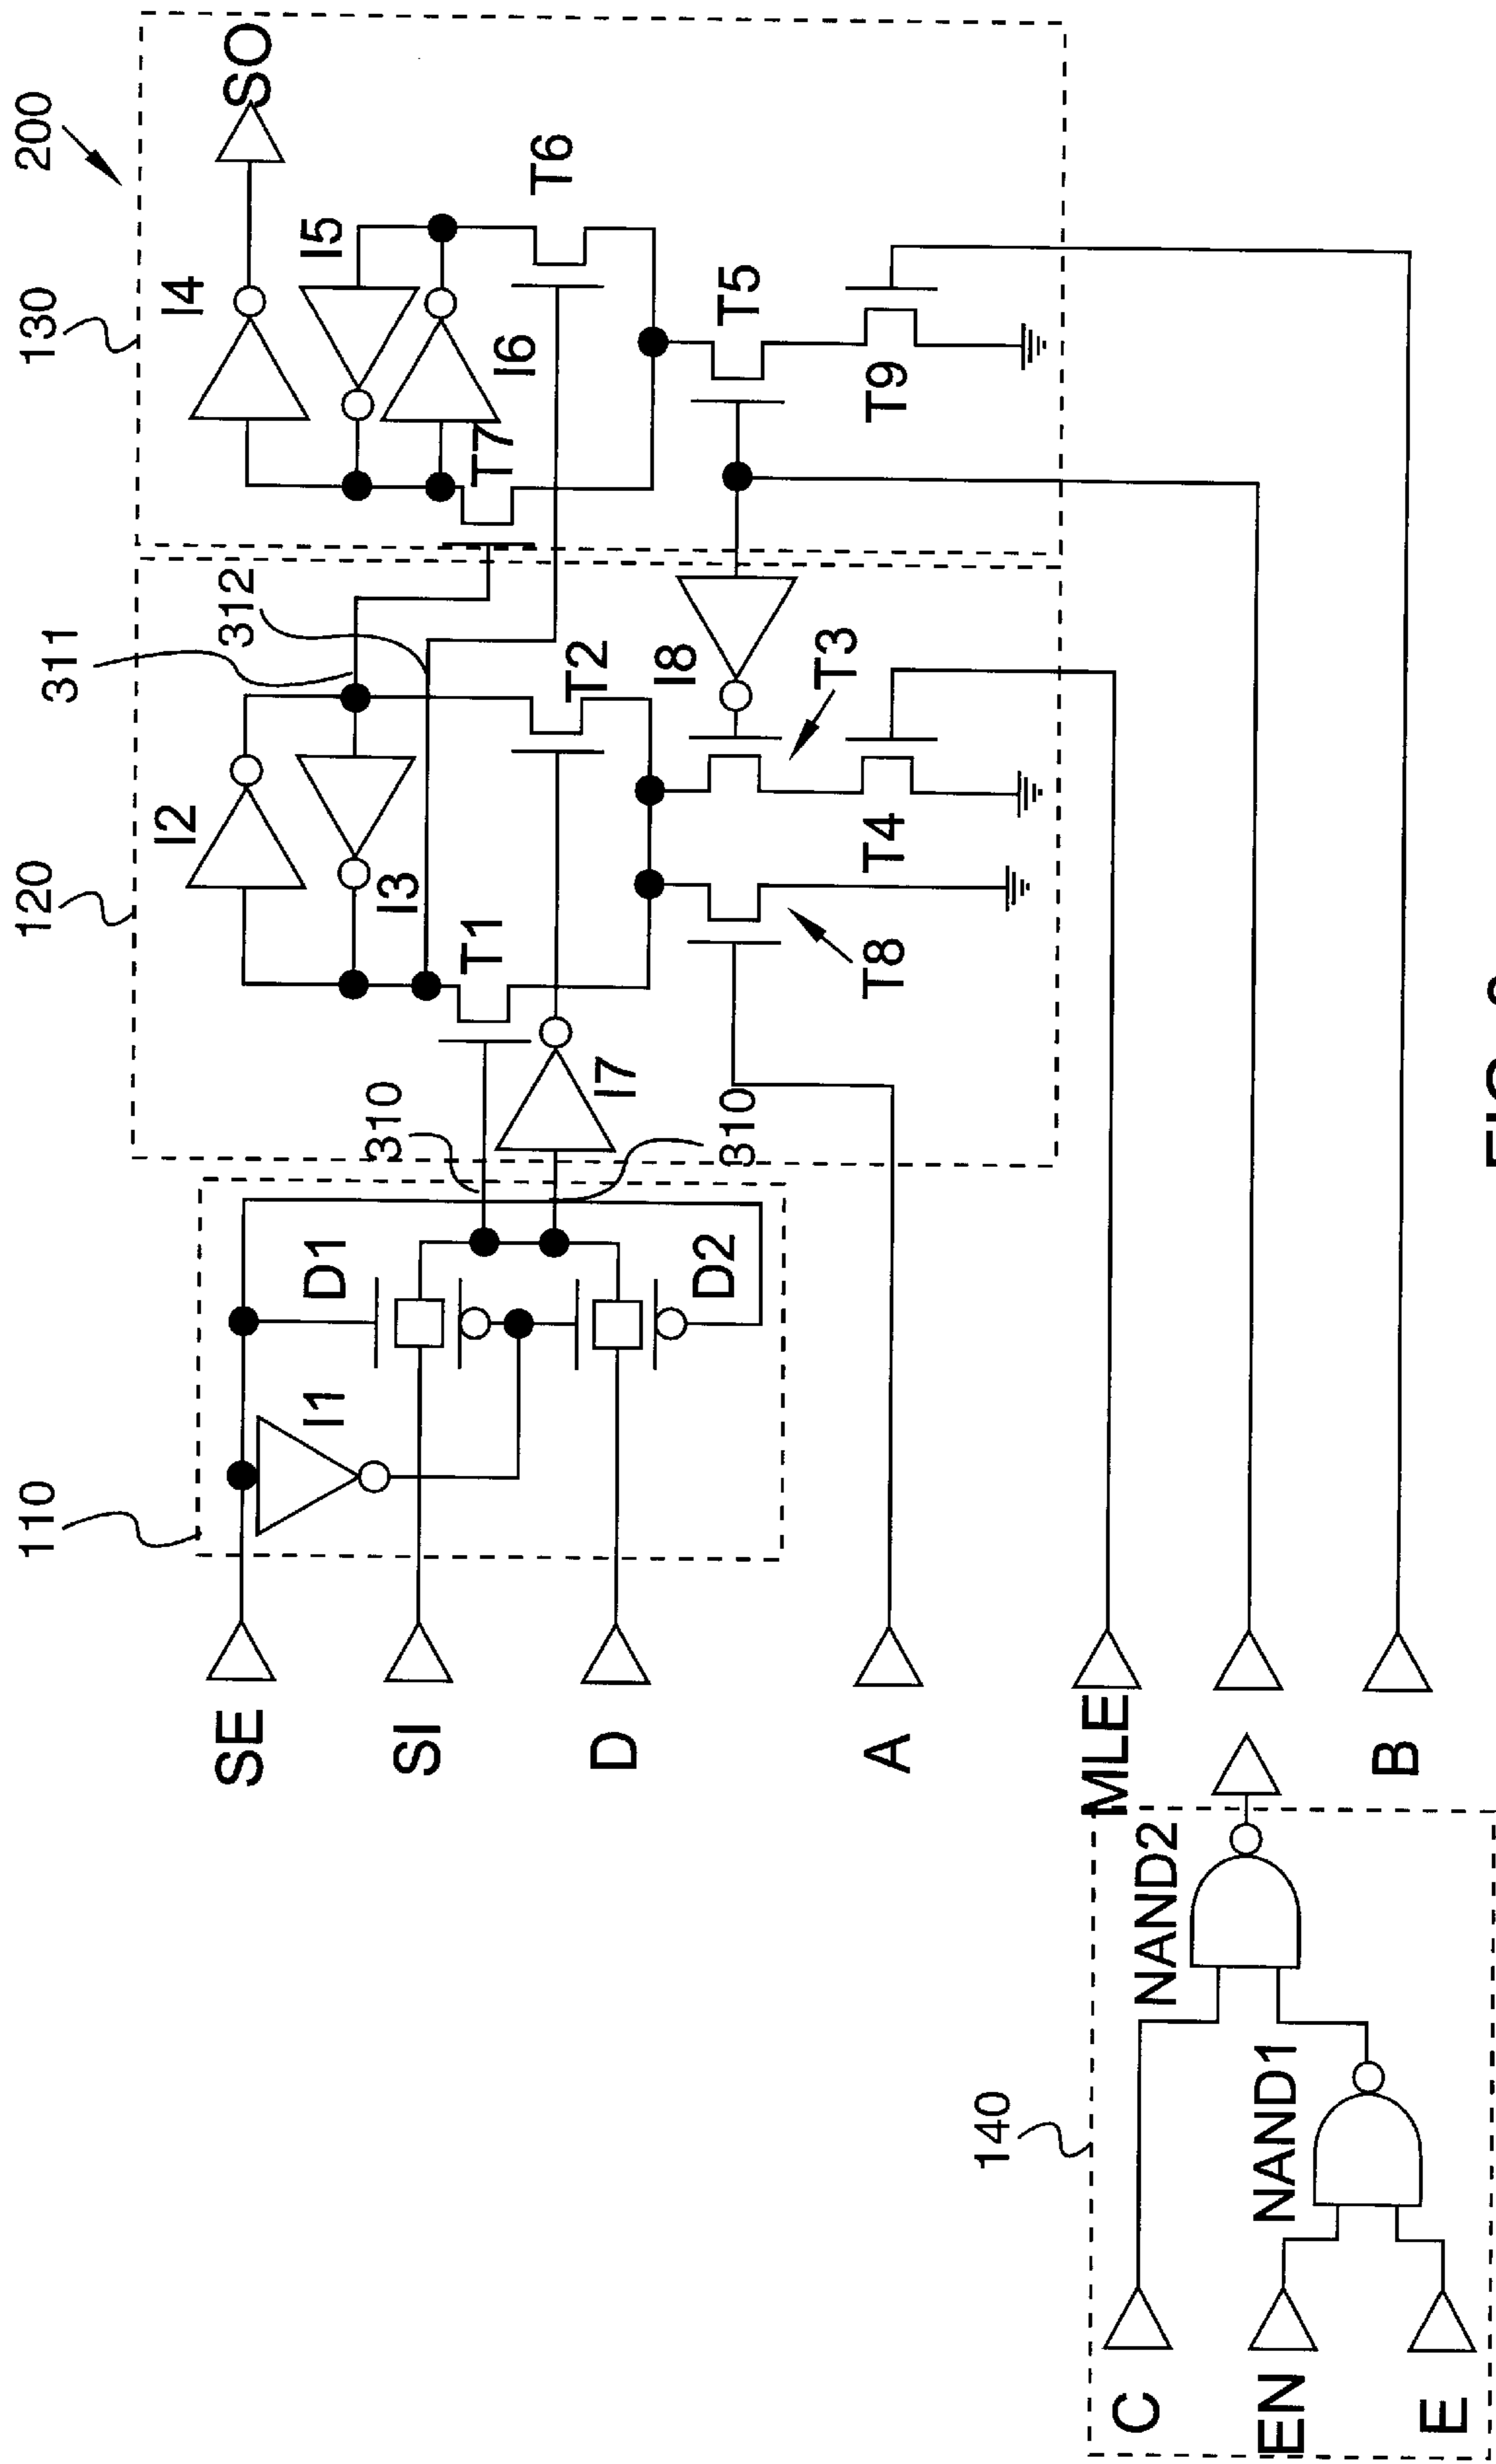 200
110
120
130
311
312
SE
SI
D
A
MLE
B
I1
D1
D2
310
310
I7
T1
I2
I3
T2
I8
T3
T4
T8
I4
SO
I5
I6
T7
T6
T5
T9
140
C
EN
E
NAND1
NAND2